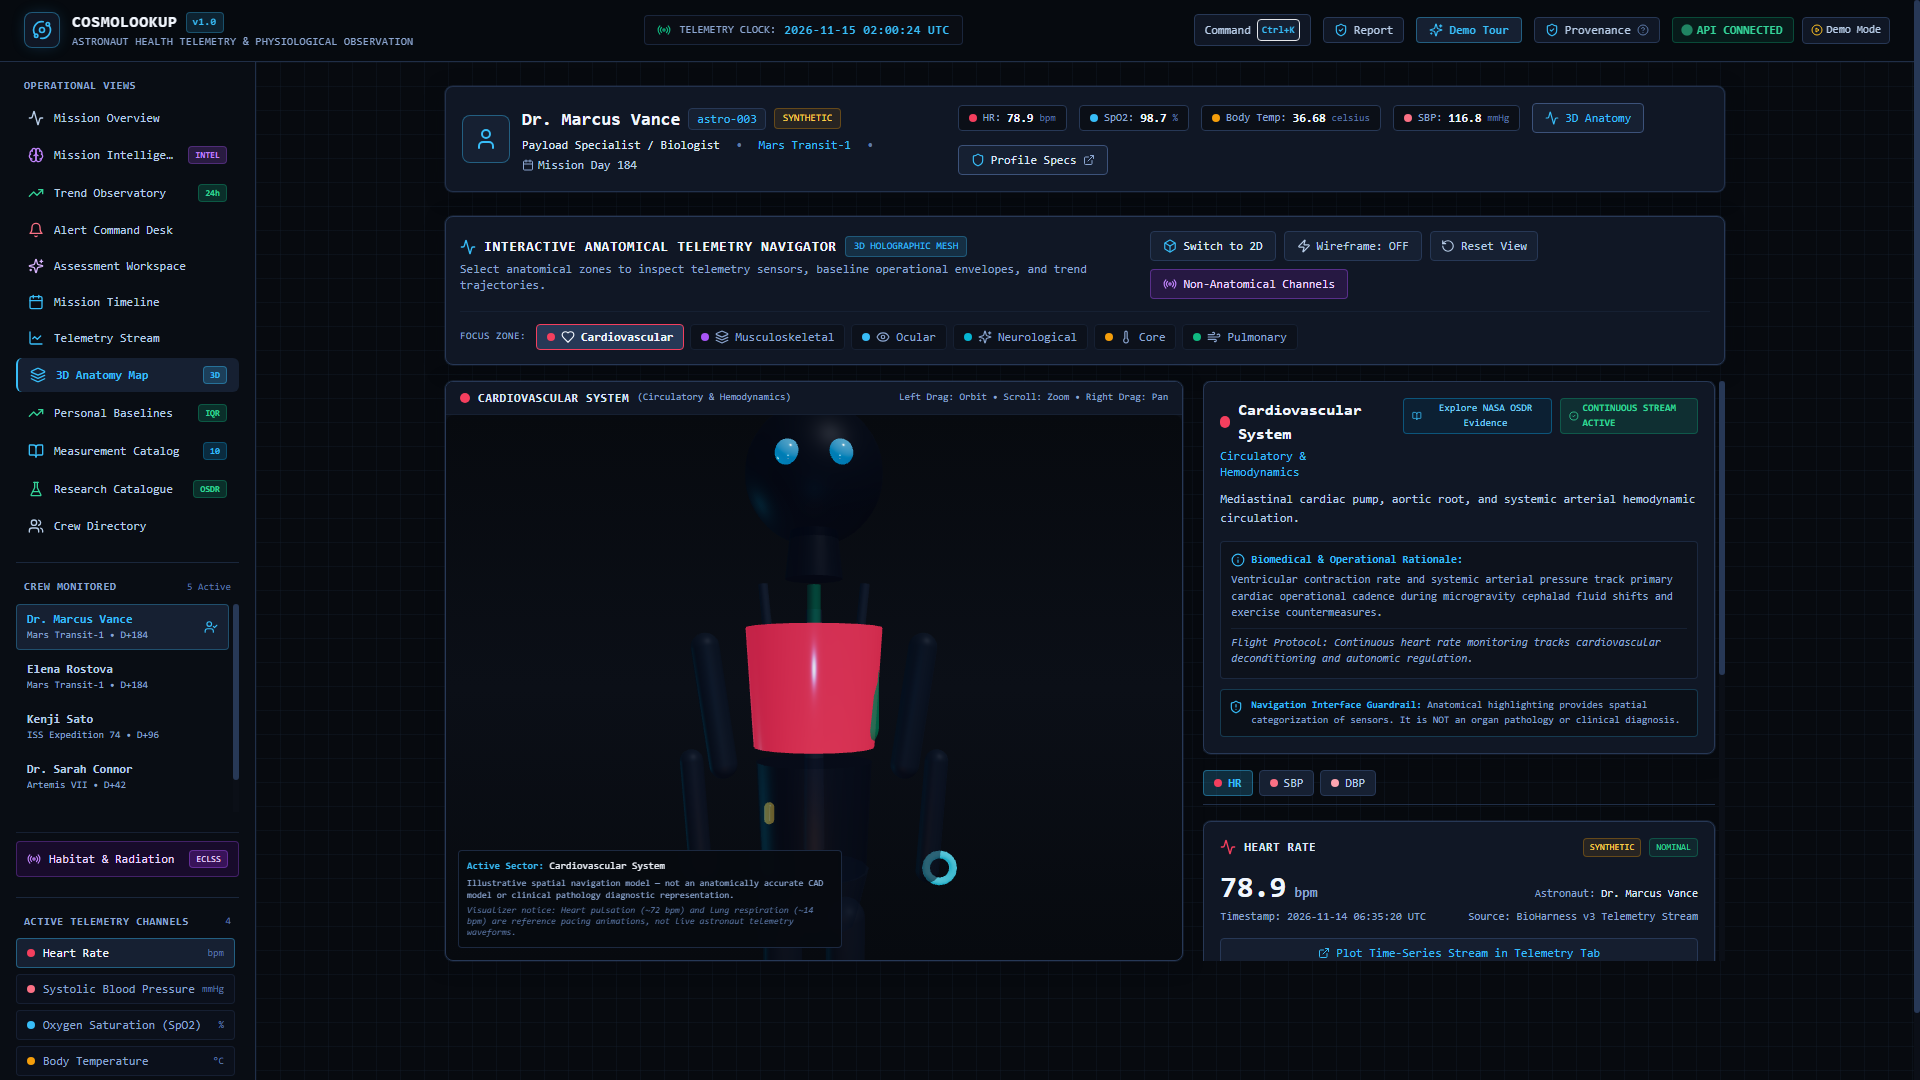 COSMOLOOKUP v1.0
ASTRONAUT HEALTH TELEMETRY & PHYSIOLOGICAL OBSERVATION
TELEMETRY CLOCK: 2026-11-15 02:00:24 UTC
Command Ctrl+K
Report
Demo Tour
Provenance
API CONNECTED
Demo Mode
OPERATIONAL VIEWS
Mission Overview
Mission Intellige… INTEL
Trend Observatory 24h
Alert Command Desk
Assessment Workspace
Mission Timeline
Telemetry Stream
3D Anatomy Map 3D
Personal Baselines IQR
Measurement Catalog 10
Research Catalogue OSDR
Crew Directory
CREW MONITORED 5 Active
Dr. Marcus Vance
Mars Transit-1 • D+184
Elena Rostova
Mars Transit-1 • D+184
Kenji Sato
ISS Expedition 74 • D+96
Dr. Sarah Connor
Artemis VII • D+42
Habitat & Radiation ECLSS
ACTIVE TELEMETRY CHANNELS 4
Heart Rate bpm
Systolic Blood Pressure mmHg
Oxygen Saturation (SpO2) %
Body Temperature °C
Dr. Marcus Vance astro-003 SYNTHETIC
Payload Specialist / Biologist • Mars Transit-1 •
Mission Day 184
HR: 78.9 bpm
SpO2: 98.7 %
Body Temp: 36.68 celsius
SBP: 116.8 mmHg
3D Anatomy
Profile Specs
INTERACTIVE ANATOMICAL TELEMETRY NAVIGATOR 3D HOLOGRAPHIC MESH
Select anatomical zones to inspect telemetry sensors, baseline operational envelopes, and trend
trajectories.
Switch to 2D
Wireframe: OFF
Reset View
Non-Anatomical Channels
FOCUS ZONE: Cardiovascular Musculoskeletal Ocular Neurological Core Pulmonary
CARDIOVASCULAR SYSTEM (Circulatory & Hemodynamics)
Left Drag: Orbit • Scroll: Zoom • Right Drag: Pan
Active Sector: Cardiovascular System
Illustrative spatial navigation model — not an anatomically accurate CAD
model or clinical pathology diagnostic representation.
Visualizer notice: Heart pulsation (~72 bpm) and lung respiration (~14
bpm) are reference pacing animations, not live astronaut telemetry
waveforms.
Cardiovascular
System
Explore NASA OSDR
Evidence
CONTINUOUS STREAM
ACTIVE
Circulatory &
Hemodynamics
Mediastinal cardiac pump, aortic root, and systemic arterial hemodynamic
circulation.
Biomedical & Operational Rationale:
Ventricular contraction rate and systemic arterial pressure track primary
cardiac operational cadence during microgravity cephalad fluid shifts and
exercise countermeasures.
Flight Protocol: Continuous heart rate monitoring tracks cardiovascular
deconditioning and autonomic regulation.
Navigation Interface Guardrail: Anatomical highlighting provides spatial
categorization of sensors. It is NOT an organ pathology or clinical diagnosis.
HR SBP DBP
HEART RATE SYNTHETIC NOMINAL
78.9 bpm
Astronaut: Dr. Marcus Vance
Timestamp: 2026-11-14 06:35:20 UTC
Source: BioHarness v3 Telemetry Stream
Plot Time-Series Stream in Telemetry Tab